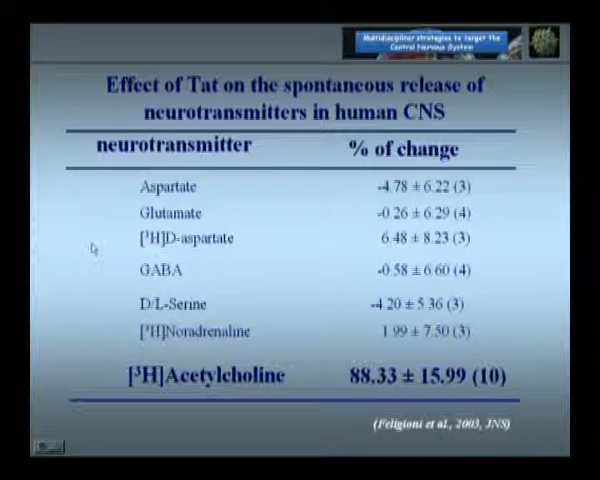 Multidisciplinar strategies to target the
Central Nervous System
Effect of Tat on the spontaneous release of
neurotransmitters in human CNS
neurotransmitter % of change
Aspartate -4.78 ± 6.22 (3)
Glutamate -0.26 ± 6.29 (4)
[³H]D-aspartate 6.48 ± 8.23 (3)
GABA -0.58 ± 6.60 (4)
D/L-Serine -4.20 ± 5.36 (3)
[³H]Noradrenaline 1.99 ± 7.50 (3)
[³H]Acetylcholine 88.33 ± 15.99 (10)
(Feligioni et al., 2003, JNS)